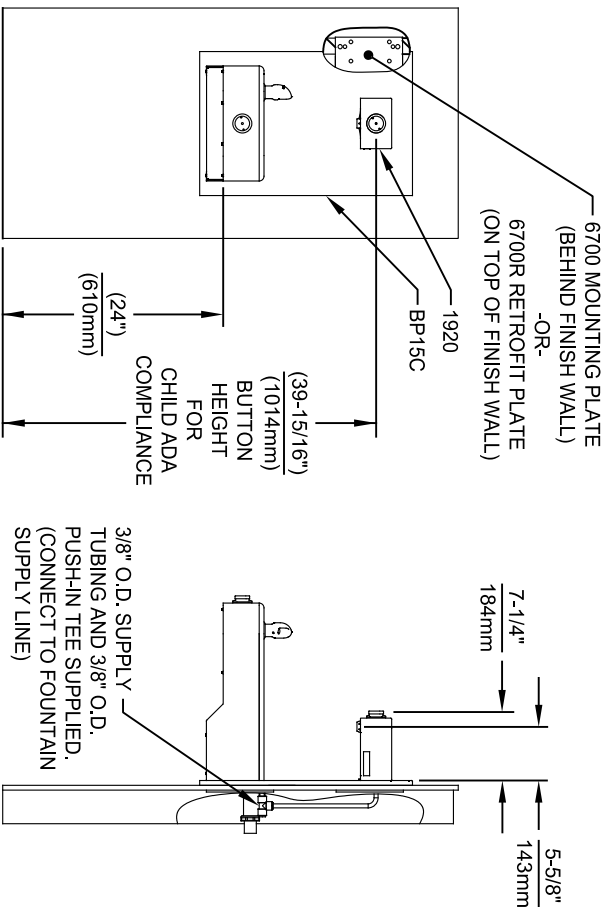 6700 MOUNTING PLATE
(BEHIND FINISH WALL)
-OR-
6700R RETROFIT PLATE
(ON TOP OF FINISH WALL)
1920
BP15C
(24")
(610mm)
(39-15/16")
(1014mm)
BUTTON
HEIGHT
FOR
CHILD ADA
COMPLIANCE
7-1/4"
184mm
5-5/8"
143mm
3/8" O.D. SUPPLY
TUBING AND 3/8" O.D.
PUSH-IN TEE SUPPLIED.
(CONNECT TO FOUNTAIN
SUPPLY LINE)